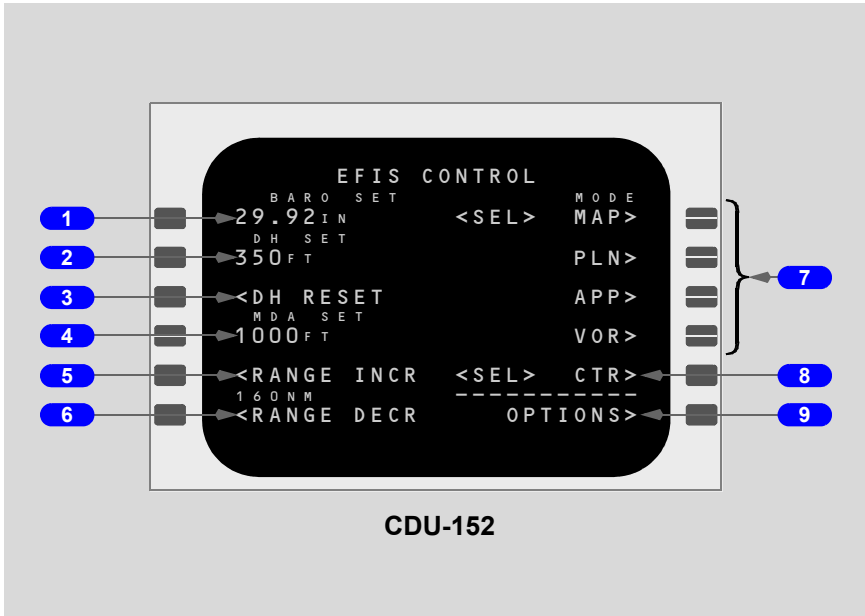 EFIS CONTROL
BARO SET MODE
1 29.92IN <SEL> MAP>
DH SET
2 350FT PLN>
3 <DH RESET APP> 7
MDA SET
4 1000FT VOR>
5 <RANGE INCR <SEL> CTR> 8
160NM ------------
6 <RANGE DECR OPTIONS> 9
CDU-152